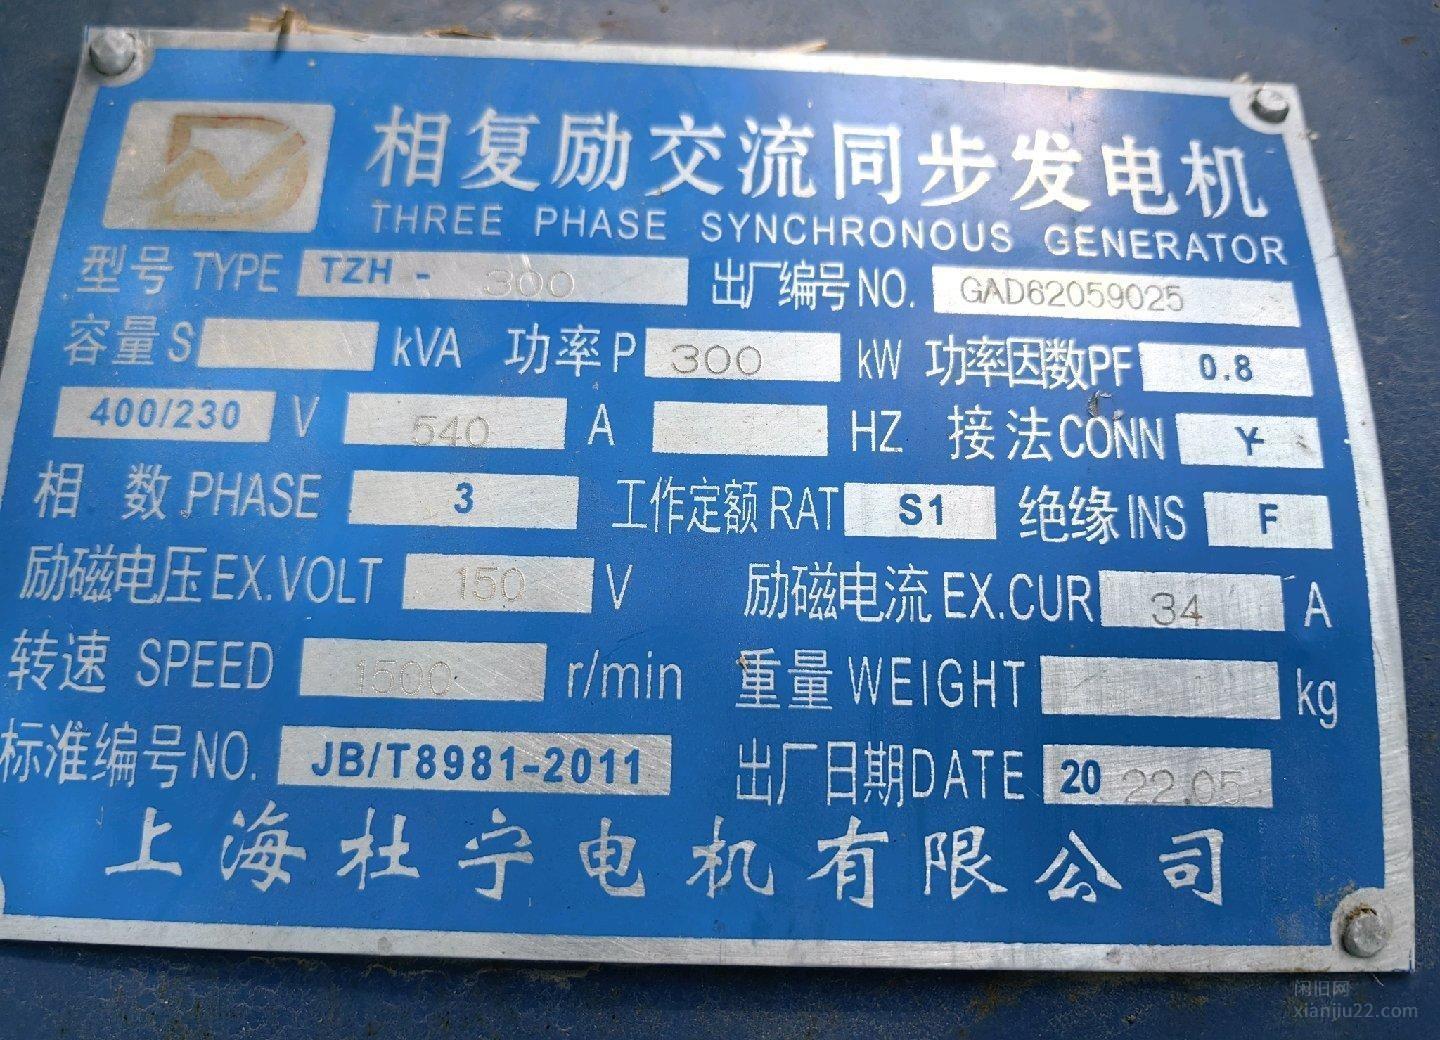 相复励交流同步发电机
THREE PHASE SYNCHRONOUS GENERATOR
型号 TYPE TZH - 300 出厂编号 NO. GAD62059025
容量 S kVA 功率 P 300 kW 功率因数 PF 0.8
400/230 V 540 A HZ 接法 CONN Y
相数 PHASE 3 工作定额 RAT S1 绝缘 INS F
励磁电压 EX.VOLT 150 V 励磁电流 EX.CUR 34 A
转速 SPEED 1500 r/min 重量 WEIGHT kg
标准编号 NO. JB/T8981-2011 出厂日期 DATE 20 22.05
上海杜宁电机有限公司
闲旧网
xianjiu22.com